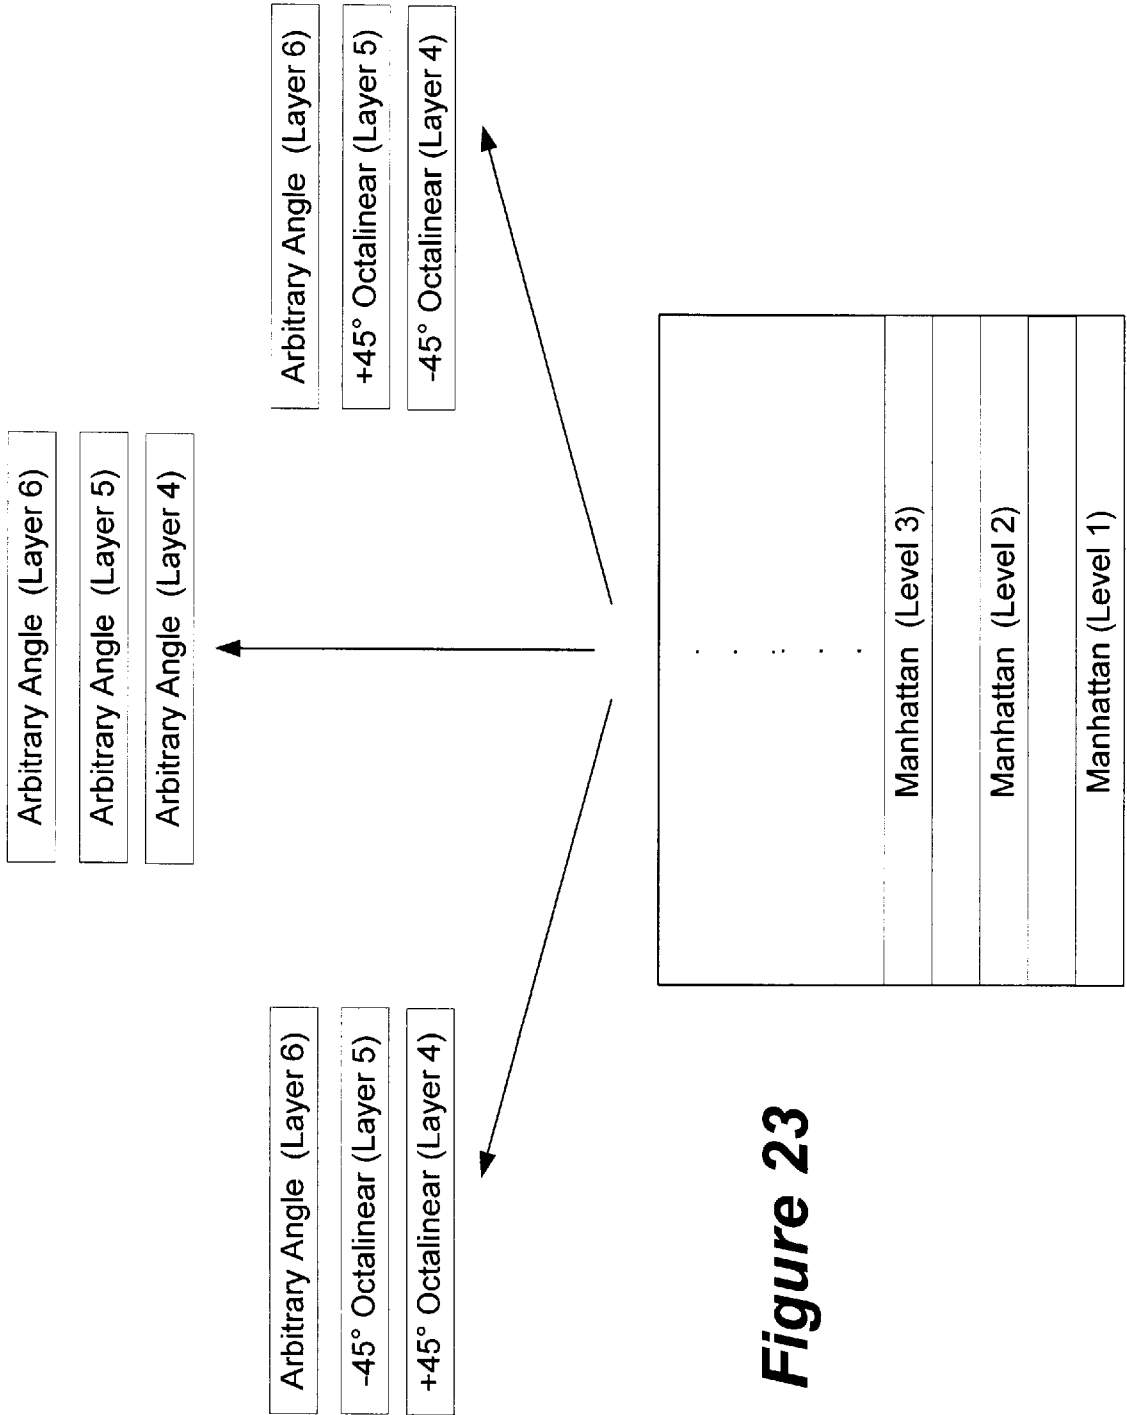 Arbitrary Angle (Layer 6)
Arbitrary Angle (Layer 5)
Arbitrary Angle (Layer 4)
Arbitrary Angle (Layer 6)
-45° Octalinear (Layer 5)
+45° Octalinear (Layer 4)
Arbitrary Angle (Layer 6)
+45° Octalinear (Layer 5)
-45° Octalinear (Layer 4)
Manhattan (Level 3)
Manhattan (Level 2)
Manhattan (Level 1)
Figure 23